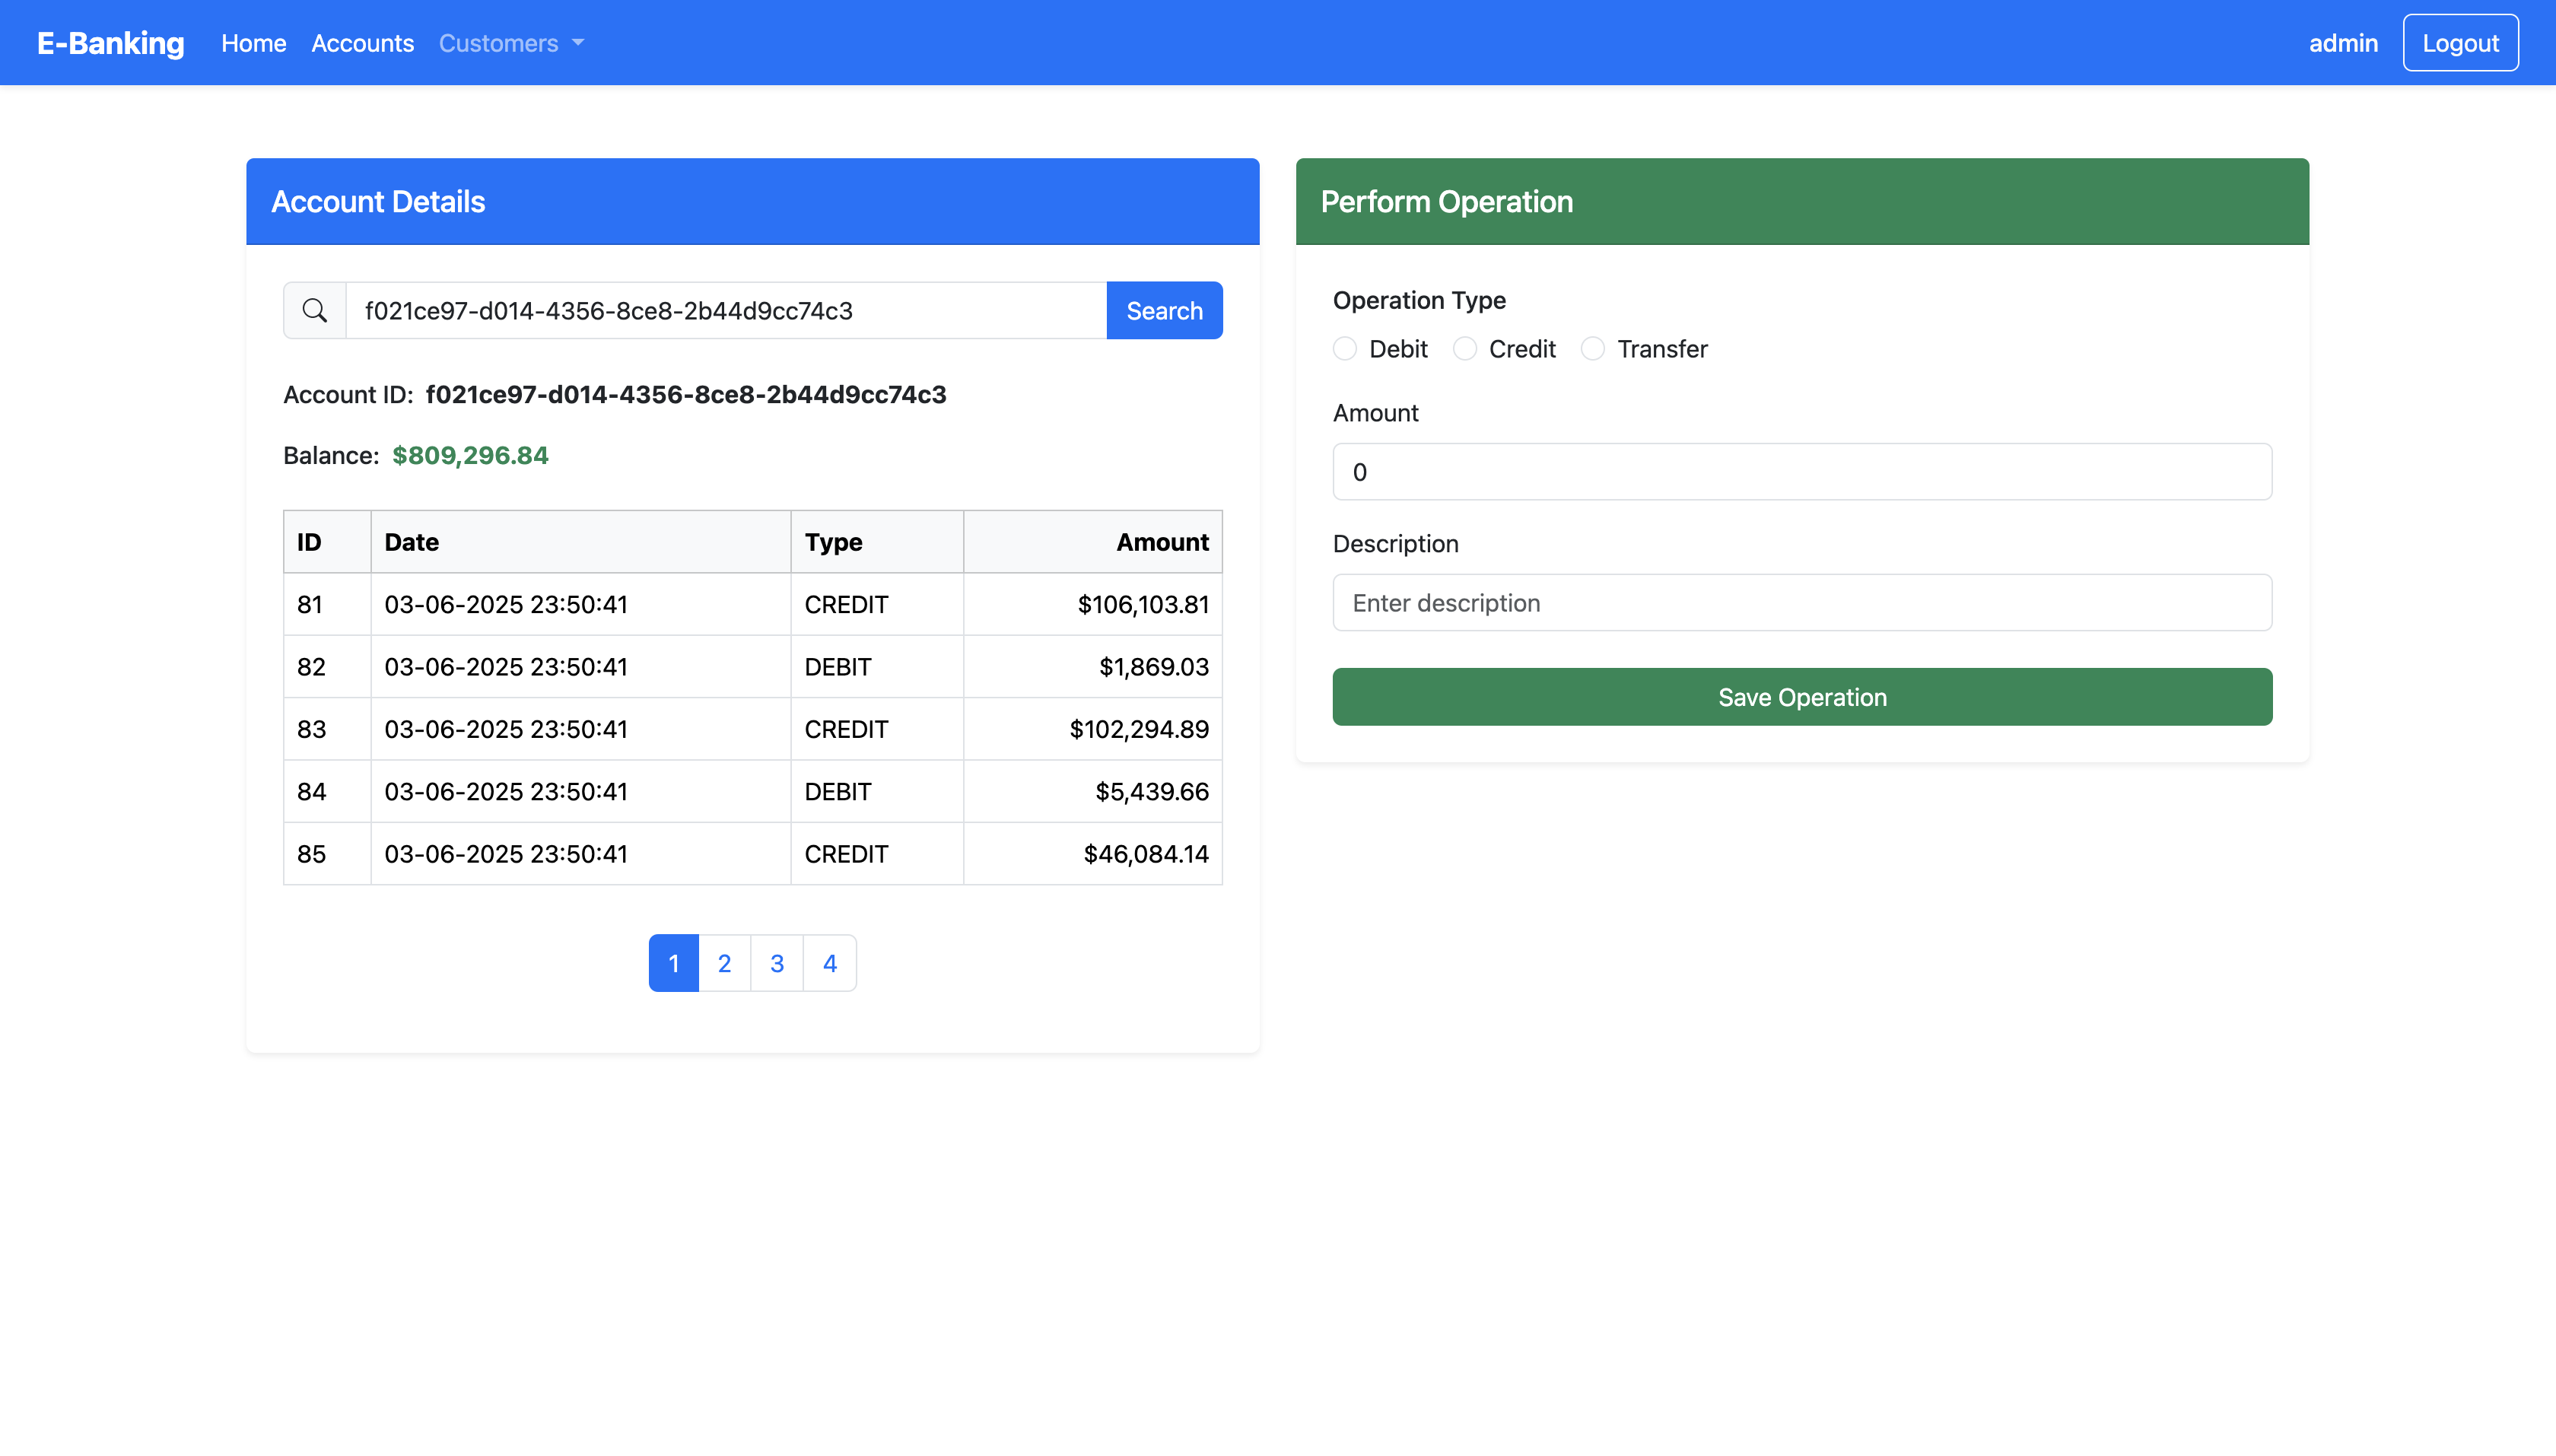 E-Banking Home Accounts Customers admin Logout
Account Details
f021ce97-d014-4356-8ce8-2b44d9cc74c3 Search
Account ID: f021ce97-d014-4356-8ce8-2b44d9cc74c3
Balance: $809,296.84
ID Date Type Amount
81 03-06-2025 23:50:41 CREDIT $106,103.81
82 03-06-2025 23:50:41 DEBIT $1,869.03
83 03-06-2025 23:50:41 CREDIT $102,294.89
84 03-06-2025 23:50:41 DEBIT $5,439.66
85 03-06-2025 23:50:41 CREDIT $46,084.14
1 2 3 4
Perform Operation
Operation Type
Debit Credit Transfer
Amount
0
Description
Enter description
Save Operation